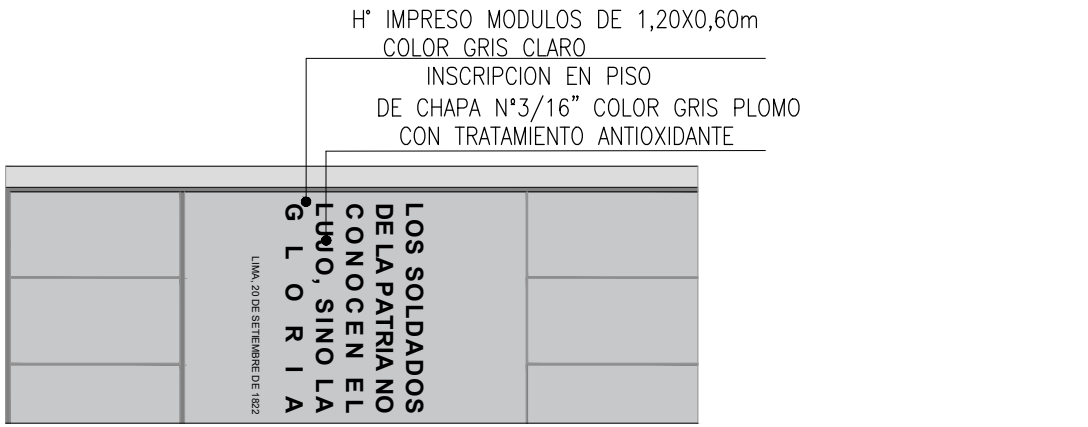 H° IMPRESO MODULOS DE 1,20X0,60m
COLOR GRIS CLARO
INSCRIPCION EN PISO
DE CHAPA N°3/16" COLOR GRIS PLOMO
CON TRATAMIENTO ANTIOXIDANTE
LOS SOLDADOS
DE LA PATRIA NO
CONOCEN EL
LUJO, SINO LA
GLORIA
LIMA, 20 DE SETIEMBRE DE 1822